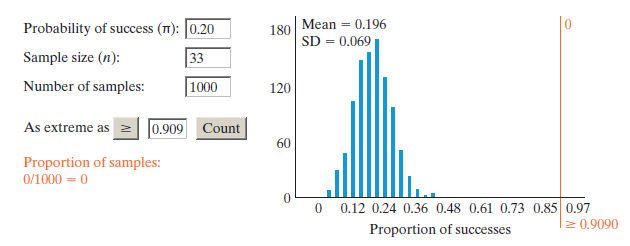 Probability of success (π): 0.20
Sample size (n): 33
Number of samples: 1000
As extreme as ≥ 0.909 Count
Proportion of samples:
0/1000 = 0
Mean = 0.196
SD = 0.069
0
180
120
60
0
0 0.12 0.24 0.36 0.48 0.61 0.73 0.85 0.97
≥ 0.9090
Proportion of successes